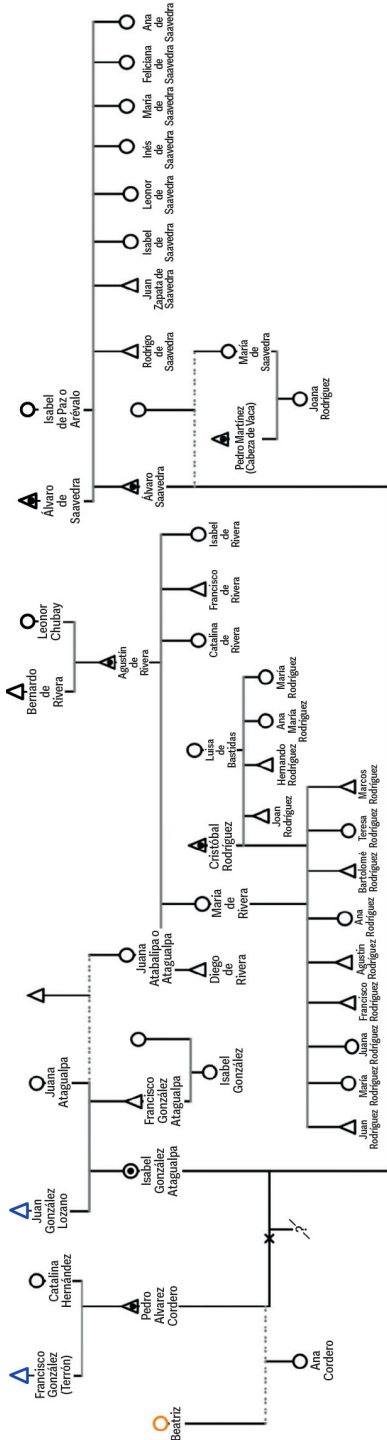 Francisco
González
(Terrón)
Catalina
Hernández
Juan
González
Lozano
Juana
Atagualpa
Bernardo
de
Rivera
Leonor
Chubay
Álvaro
de
Saavedra
Isabel
de Paz o
Arévalo
Beatriz
Pedro
Alvarez
Cordero
Isabel
González
Atagualpa
Francisco
González
Atagualpa
Juana
Atabalipa o
Atagualpa
Agustín
de
Rivera
Álvaro
Saavedra
Rodrigo
de
Saavedra
Juan
Zapata de
Saavedra
Isabel
de
Saavedra
Leonor
de
Saavedra
Inés
de
Saavedra
María
de
Saavedra
Feliciana
de
Saavedra
Ana
de
Saavedra
Ana
Cordero
?
Isabel
González
Diego
de
Rivera
María
de
Rivera
Cristóbal
Rodríguez
Luisa
de
Bastidas
Catalina
de
Rivera
Francisco
de
Rivera
Isabel
de
Rivera
Pedro Martínez
(Cabeza de Vaca)
María
de
Saavedra
Joan
Rodríguez
Hernando
Rodríguez
Ana
María
Rodríguez
María
Rodríguez
Joana
Rodríguez
Juan
Rodríguez
María
Rodríguez
Juana
Rodríguez
Francisco
Rodríguez
Agustín
Rodríguez
Ana
Rodríguez
Bartolomé
Rodríguez
Teresa
Rodríguez
Marcos
Rodríguez